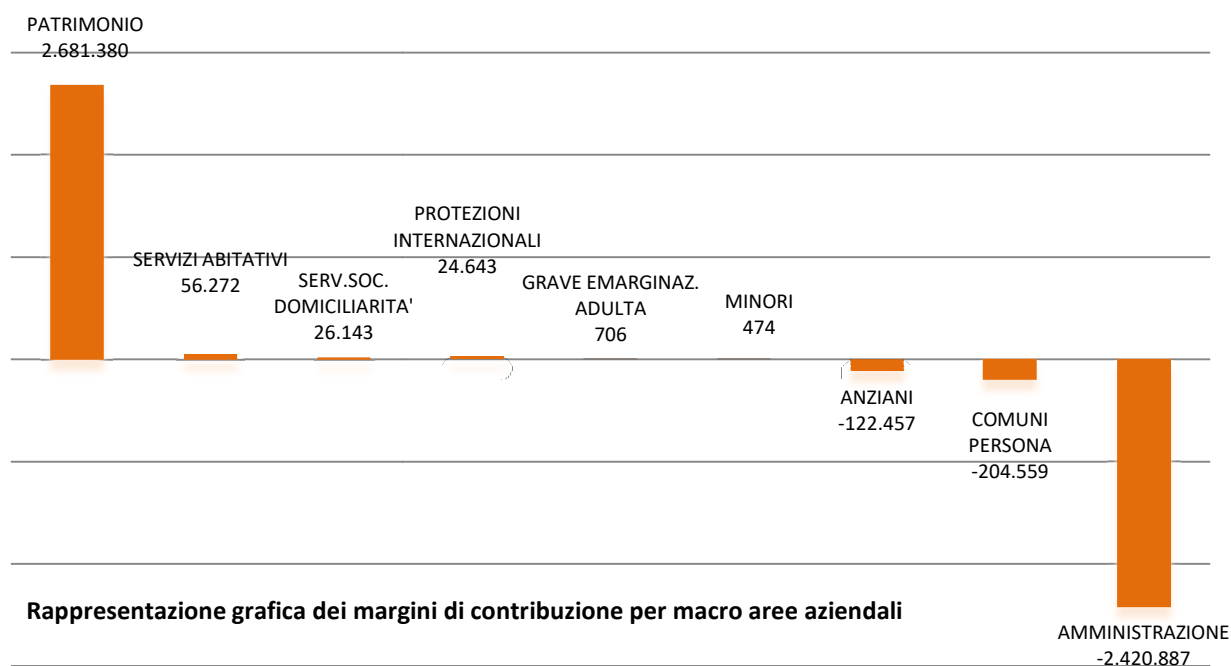 PATRIMONIO
2.681.380
SERVIZI ABITATIVI
56.272
SERV.SOC.
DOMICILIARITA'
26.143
PROTEZIONI
INTERNAZIONALI
24.643
GRAVE EMARGINAZ.
ADULTA
706
MINORI
474
ANZIANI
-122.457
COMUNI
PERSONA
-204.559
AMMINISTRAZIONE
-2.420.887
Rappresentazione grafica dei margini di contribuzione per macro aree aziendali